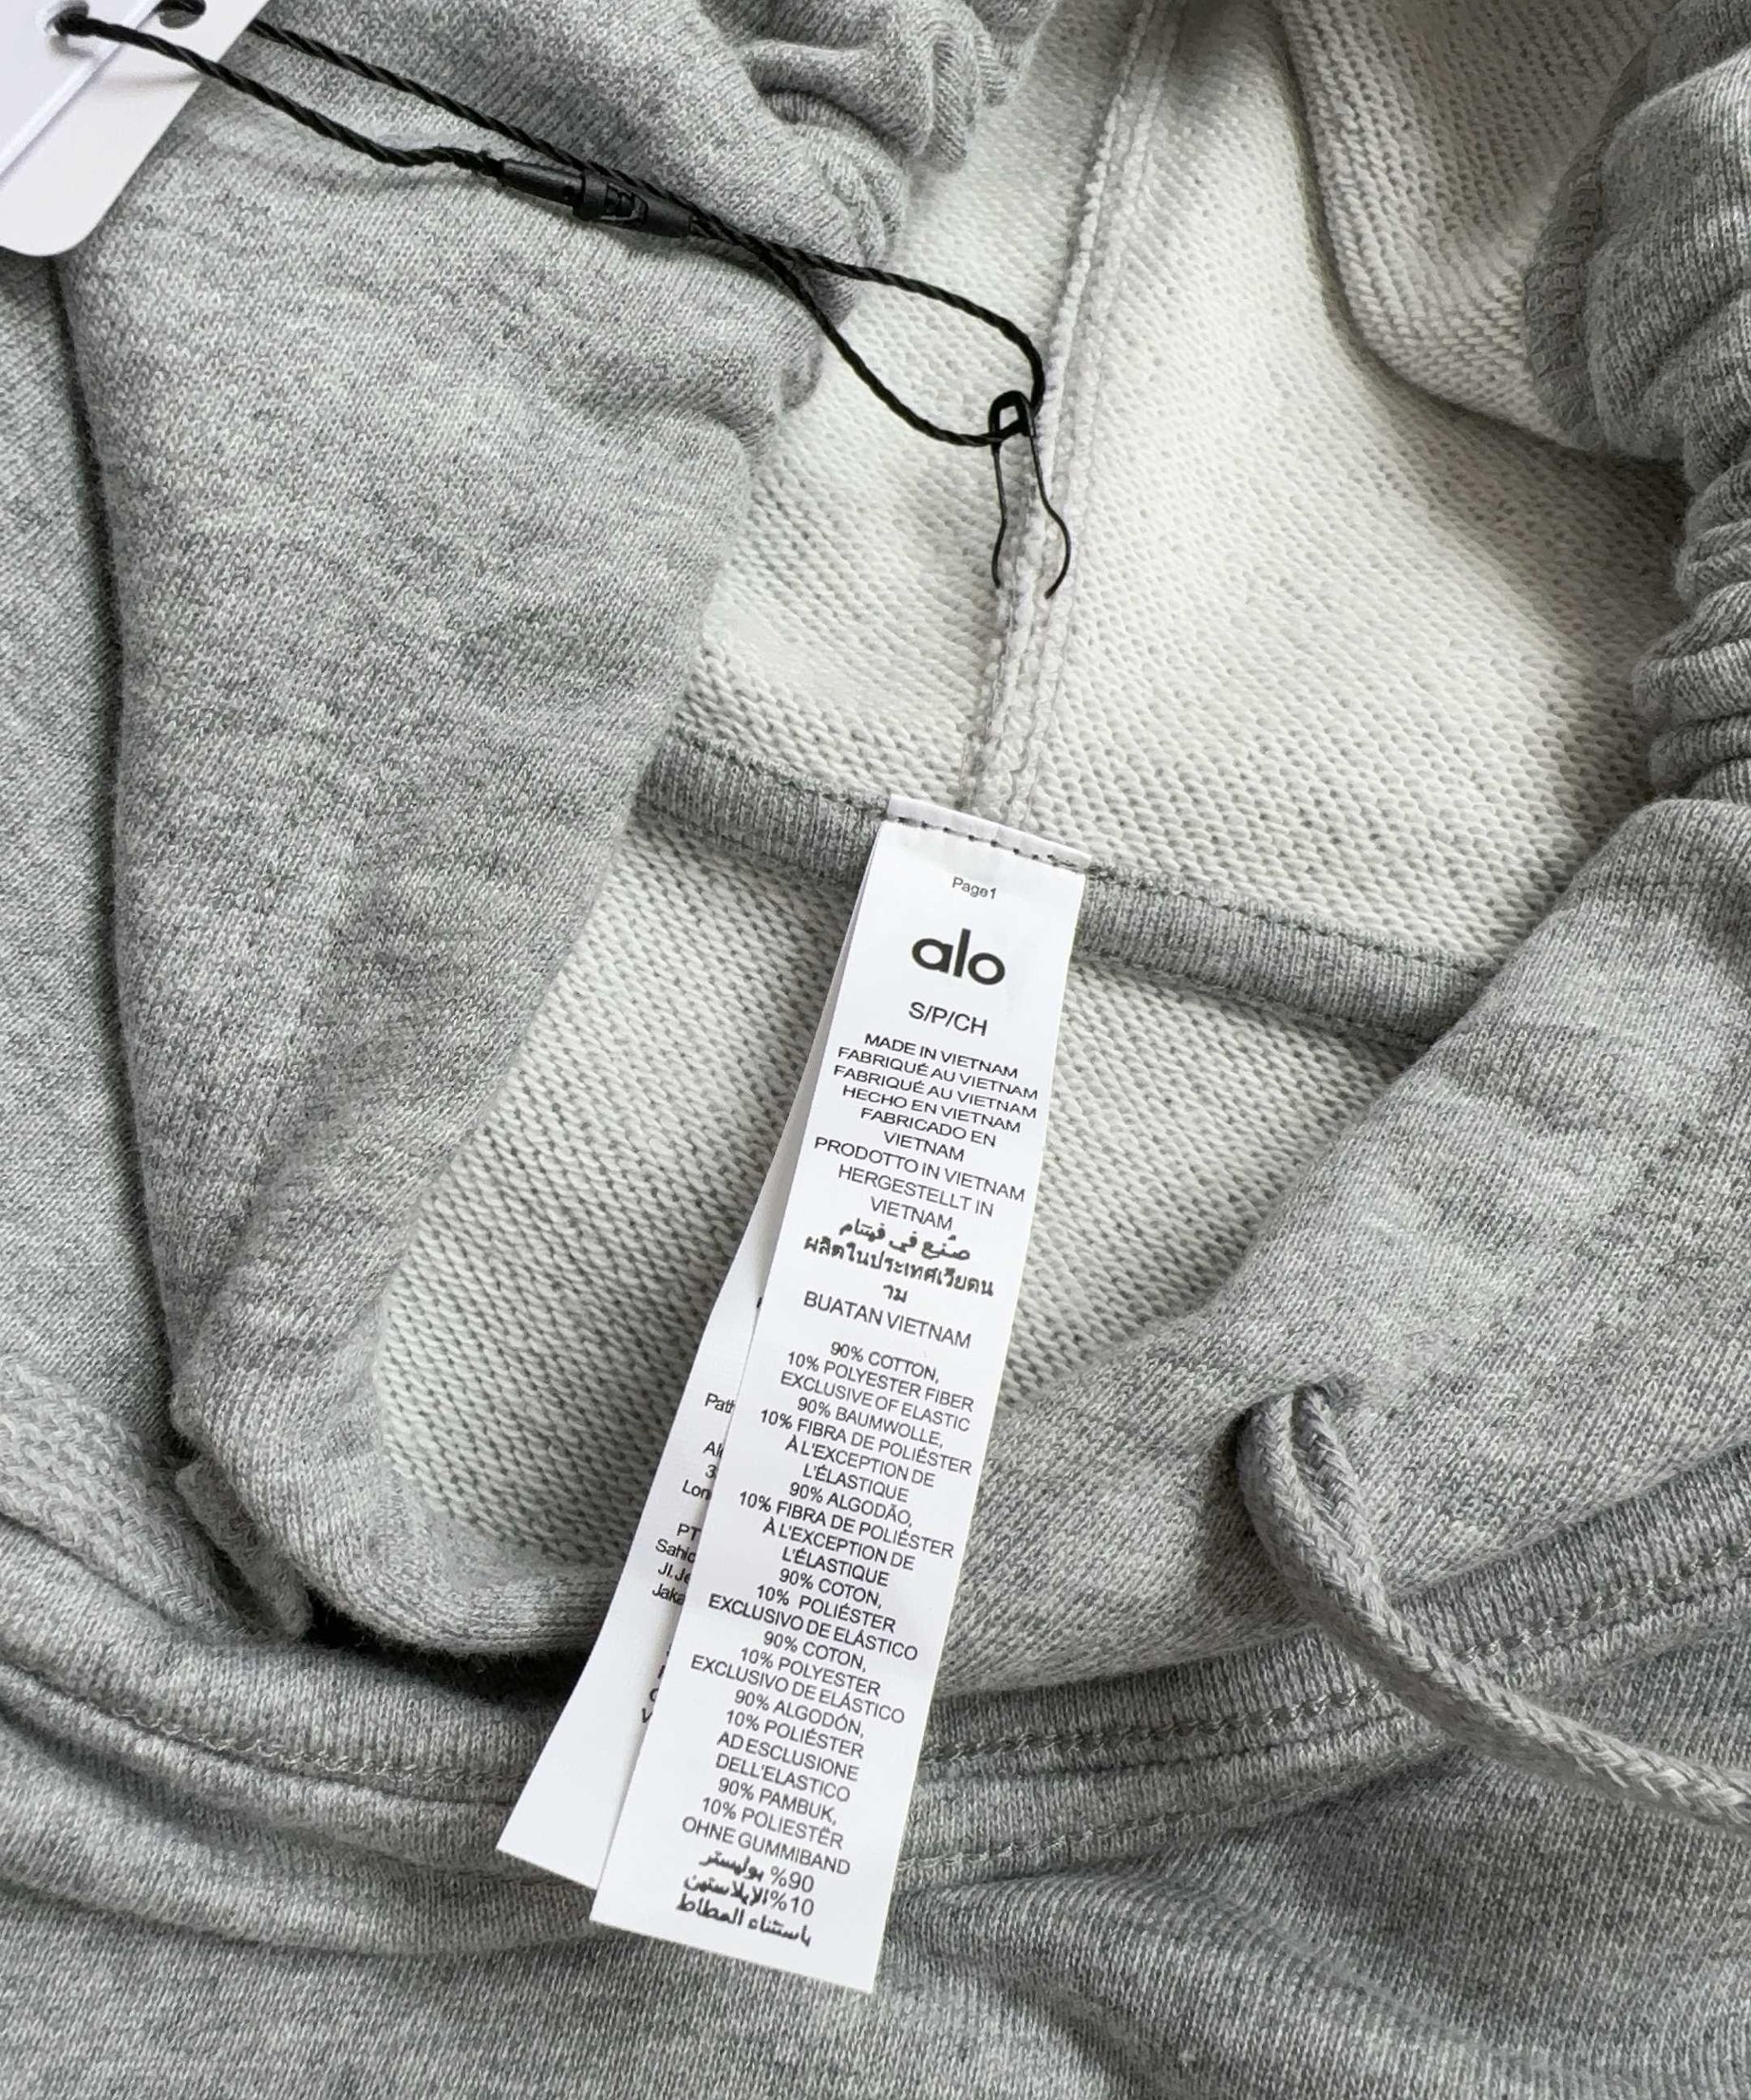 Page1
alo
S/P/CH
MADE IN VIETNAM
FABRIQUÉ AU VIETNAM
FABRIQUÉ AU VIETNAM
HECHO EN VIETNAM
FABRICADO EN
VIETNAM
PRODOTTO IN VIETNAM
HERGESTELLT IN
VIETNAM
صُنع في فيتنام
ผลิตในประเทศเวียดน
าม
BUATAN VIETNAM
90% COTTON,
10% POLYESTER FIBER
EXCLUSIVE OF ELASTIC
90% BAUMWOLLE,
10% FIBRA DE POLIÉSTER
À L'EXCEPTION DE
L'ÉLASTIQUE
90% ALGODÃO,
10% FIBRA DE POLIÉSTER
À L'EXCEPTION DE
L'ÉLASTIQUE
90% COTON,
10% POLIÉSTER
EXCLUSIVO DE ELÁSTICO
90% COTON,
10% POLYESTER
EXCLUSIVO DE ELÁSTICO
90% ALGODÓN,
10% POLIÉSTER
AD ESCLUSIONE
DELL'ELASTICO
90% PAMBUK,
10% POLIESTËR
OHNE GUMMIBAND
%90 بوليستر
%10 الإيلاستين
باستثناء المطاط
Lon
PT